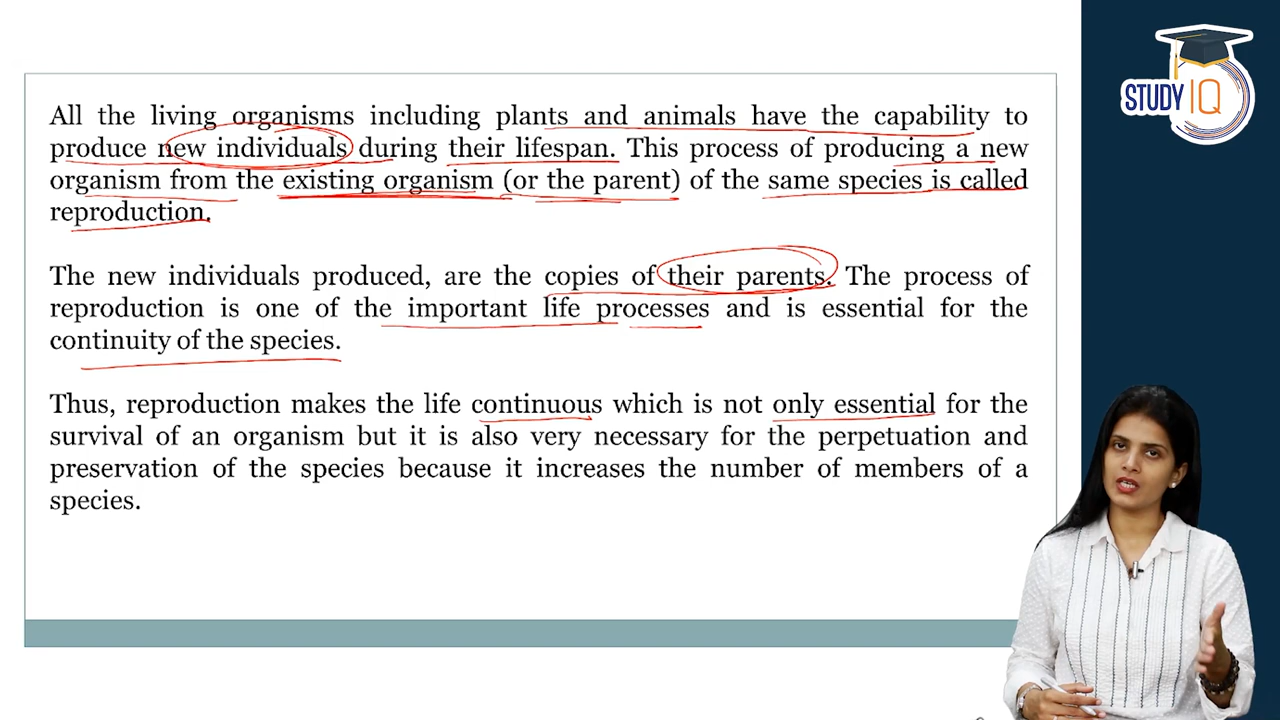 All the living organisms including plants and animals have the capability to
produce new individuals during their lifespan. This process of producing a new
organism from the existing organism (or the parent) of the same species is called
reproduction.
The new individuals produced, are the copies of their parents. The process of
reproduction is one of the important life processes and is essential for the
continuity of the species.
Thus, reproduction makes the life continuous which is not only essential for the
survival of an organism but it is also very necessary for the perpetuation and
preservation of the species because it increases the number of members of a
species.
STUDY IQ